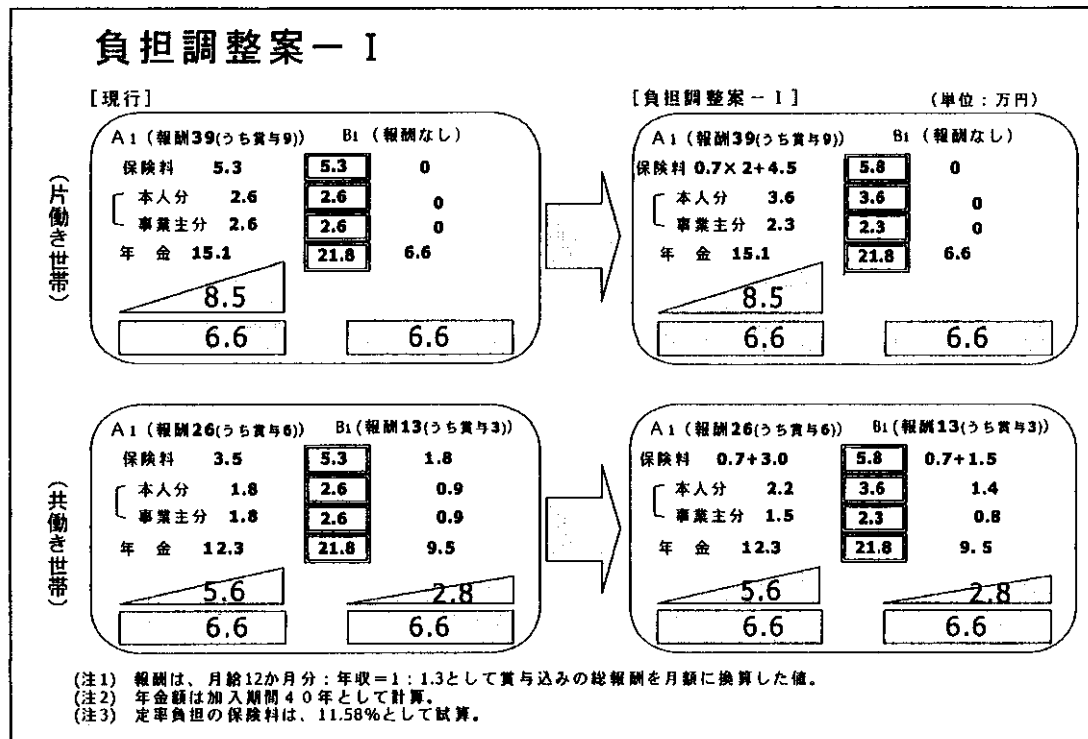 負担調整案ーⅠ
[現行]
[負担調整案ーⅠ]
(単位：万円)
(片働き世帯)
A1 (報酬39(うち賞与9)) B1 (報酬なし)
保険料 5.3 5.3 0
本人分 2.6 2.6 0
事業主分 2.6 2.6 0
年 金 15.1 21.8 6.6
8.5
6.6 6.6
A1 (報酬39(うち賞与9)) B1 (報酬なし)
保険料 0.7×2+4.5 5.8 0
本人分 3.6 3.6 0
事業主分 2.3 2.3 0
年 金 15.1 21.8 6.6
8.5
6.6 6.6
(共働き世帯)
A1 (報酬26(うち賞与6)) B1(報酬13(うち賞与3))
保険料 3.5 5.3 1.8
本人分 1.8 2.6 0.9
事業主分 1.8 2.6 0.9
年 金 12.3 21.8 9.5
5.6 2.8
6.6 6.6
A1 (報酬26(うち賞与6)) B1(報酬13(うち賞与3))
保険料 0.7+3.0 5.8 0.7+1.5
本人分 2.2 3.6 1.4
事業主分 1.5 2.3 0.8
年 金 12.3 21.8 9.5
5.6 2.8
6.6 6.6
(注1) 報酬は、月給12か月分：年収＝1：1.3として賞与込みの総報酬を月額に換算した値。
(注2) 年金額は加入期間40年として計算。
(注3) 定率負担の保険料は、11.58%として試算。